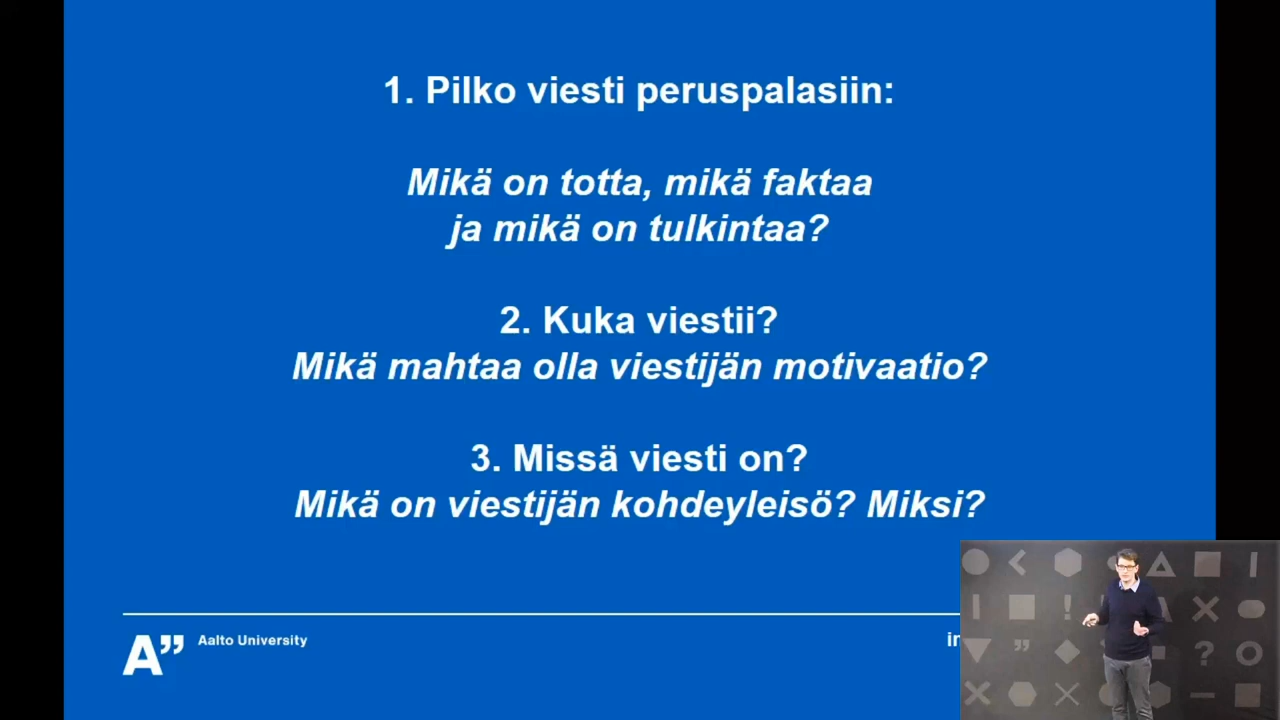 1. Pilko viesti peruspalasiin:
Mikä on totta, mikä faktaa
ja mikä on tulkintaa?
2. Kuka viestii?
Mikä mahtaa olla viestijän motivaatio?
3. Missä viesti on?
Mikä on viestijän kohdeyleisö? Miksi?
A” Aalto University